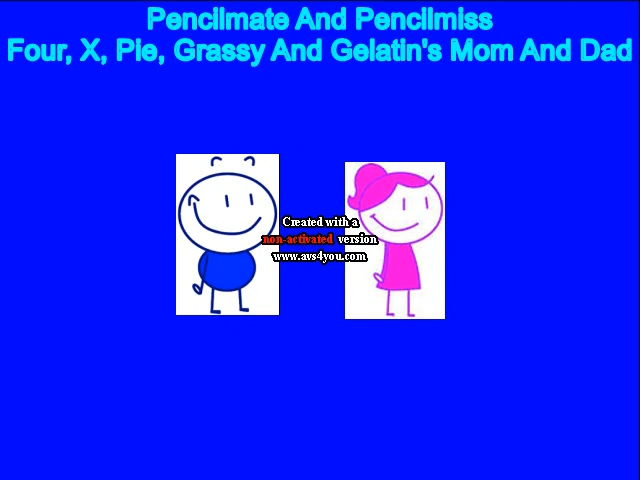 Pencilmate And Pencilmiss
Four, X, Pie, Grassy And Gelatin's Mom And Dad
Created with a
non-activated version
www.avs4you.com